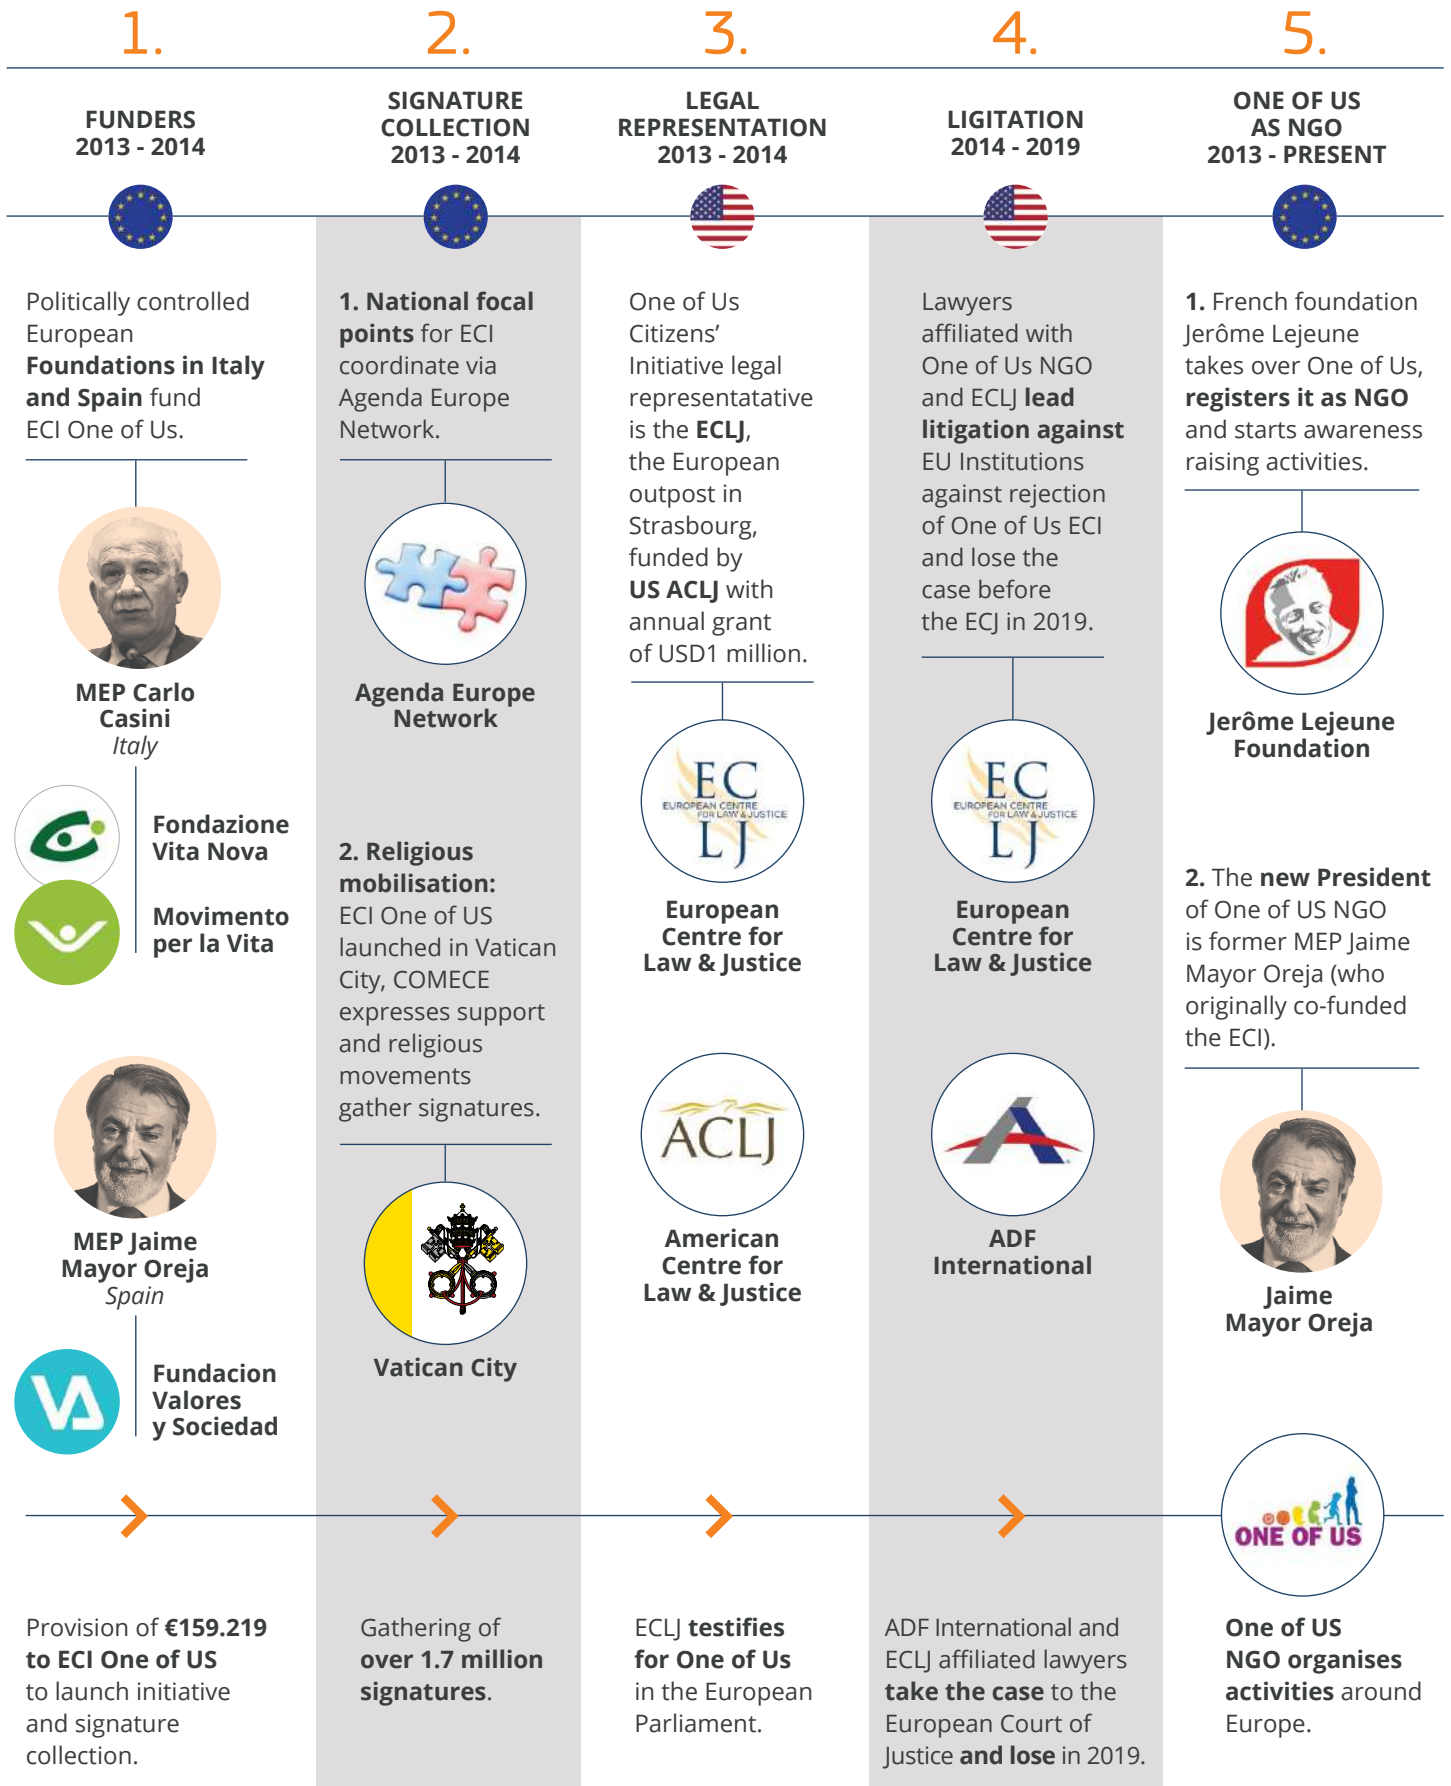 1.
FUNDERS
2013 - 2014
Politically controlled
European
Foundations in Italy
and Spain fund
ECI One of Us.
MEP Carlo
Casini
Italy
Fondazione
Vita Nova
Movimento
per la Vita
MEP Jaime
Mayor Oreja
Spain
VA
Fundacion
Valores
y Sociedad
Provision of €159.219
to ECI One of US
to launch initiative
and signature
collection.
2.
SIGNATURE
COLLECTION
2013 - 2014
1. National focal
points for ECI
coordinate via
Agenda Europe
Network.
Agenda Europe
Network
2. Religious
mobilisation:
ECI One of US
launched in Vatican
City, COMECE
expresses support
and religious
movements
gather signatures.
Vatican City
Gathering of
over 1.7 million
signatures.
3.
LEGAL
REPRESENTATION
2013 - 2014
One of Us
Citizens’
Initiative legal
representatative
is the ECLJ,
the European
outpost in
Strasbourg,
funded by
US ACLJ with
annual grant
of USD1 million.
EC
EUROPEAN CENTRE
FOR LAW & JUSTICE
LJ
European
Centre for
Law & Justice
ACLJ
American
Centre for
Law & Justice
ECLJ testifies
for One of Us
in the European
Parliament.
4.
LIGITATION
2014 - 2019
Lawyers
affiliated with
One of Us NGO
and ECLJ lead
litigation against
EU Institutions
against rejection
of One of Us ECI
and lose the
case before
the ECJ in 2019.
EC
EUROPEAN CENTRE
FOR LAW & JUSTICE
LJ
European
Centre for
Law & Justice
ADF
International
ADF International and
ECLJ affiliated lawyers
take the case to the
European Court of
Justice and lose in 2019.
5.
ONE OF US
AS NGO
2013 - PRESENT
1. French foundation
Jerôme Lejeune
takes over One of Us,
registers it as NGO
and starts awareness
raising activities.
Jerôme Lejeune
Foundation
2. The new President
of One of US NGO
is former MEP Jaime
Mayor Oreja (who
originally co-funded
the ECI).
Jaime
Mayor Oreja
ONE OF US
One of US
NGO organises
activities around
Europe.